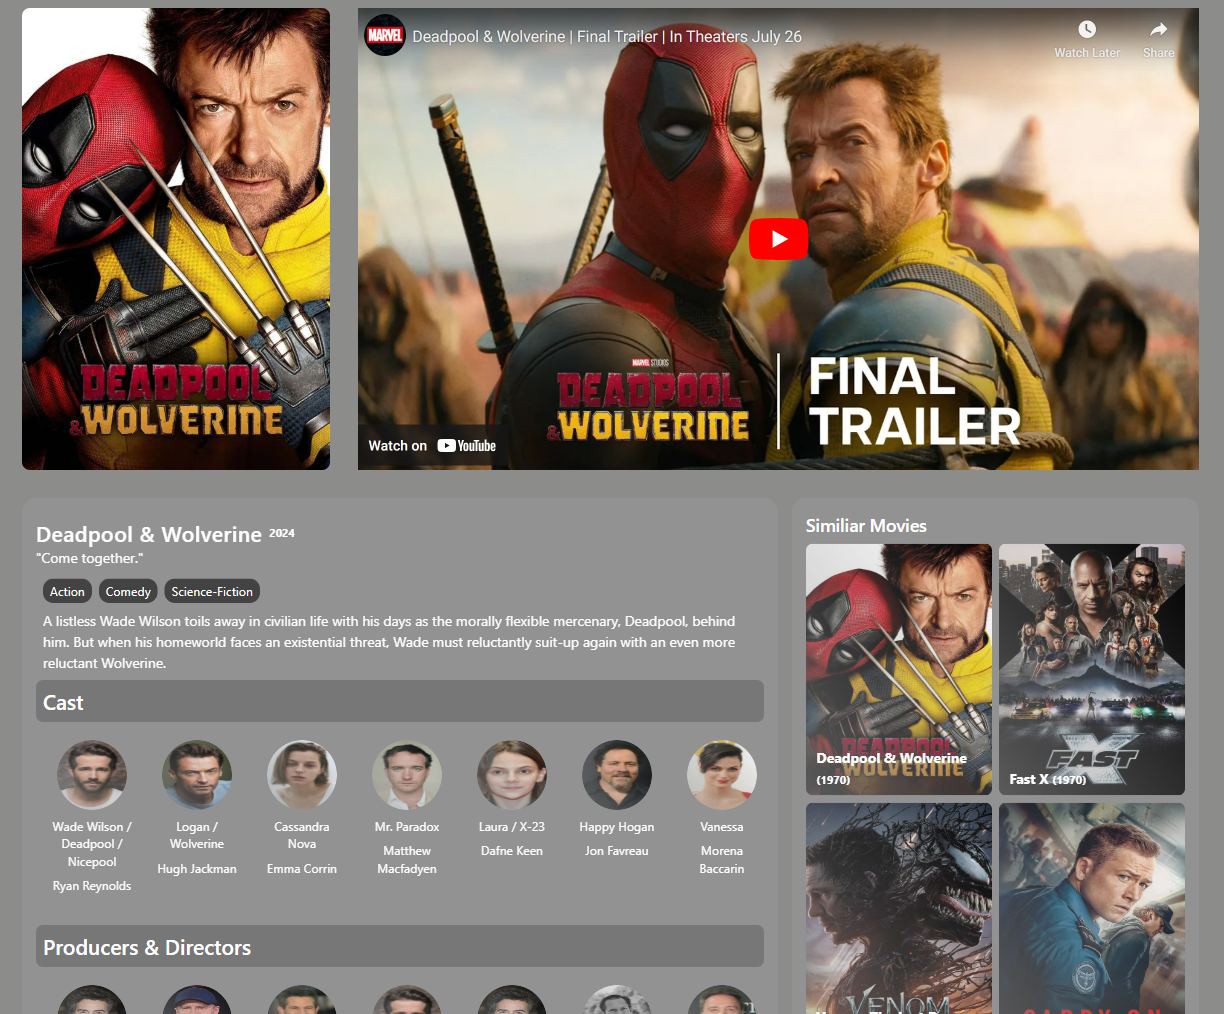 DEADPOOL
&WOLVERINE
MARVEL
Deadpool & Wolverine | Final Trailer | In Theaters July 26
Watch Later
Share
MARVEL STUDIOS
DEADPOOL
&WOLVERINE
FINAL
TRAILER
Watch on YouTube
Deadpool & Wolverine 2024
"Come together."
Action
Comedy
Science-Fiction
A listless Wade Wilson toils away in civilian life with his days as the morally flexible mercenary, Deadpool, behind
him. But when his homeworld faces an existential threat, Wade must reluctantly suit-up again with an even more
reluctant Wolverine.
Cast
Wade Wilson /
Deadpool /
Nicepool
Ryan Reynolds
Logan /
Wolverine
Hugh Jackman
Cassandra
Nova
Emma Corrin
Mr. Paradox
Matthew
Macfadyen
Laura / X-23
Dafne Keen
Happy Hogan
Jon Favreau
Vanessa
Morena
Baccarin
Producers & Directors
Similiar Movies
DEADPOOL
WOLVERINE
Deadpool & Wolverine
(1970)
FAST X
Fast X (1970)
VENOM